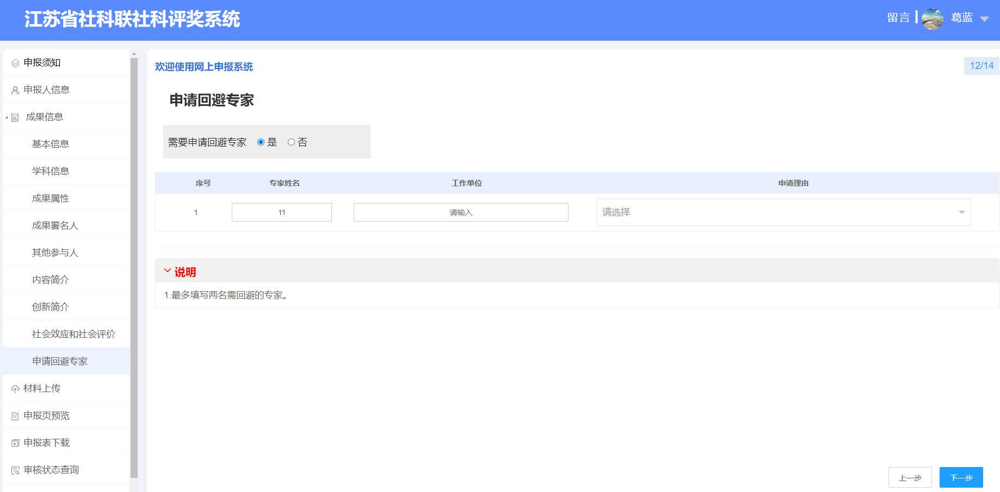 江苏省社科联社科评奖系统
留言
葛蓝
申报须知
申报人信息
成果信息
基本信息
学科信息
成果属性
成果署名人
其他参与人
内容简介
创新简介
社会效应和社会评价
申请回避专家
材料上传
申报页预览
申报表下载
审核状态查询
欢迎使用网上申报系统
12/14
申请回避专家
需要申请回避专家 是 否
序号 专家姓名 工作单位 申请理由
1 11 请输入 请选择
说明
1.最多填写两名需回避的专家。
上一步 下一步